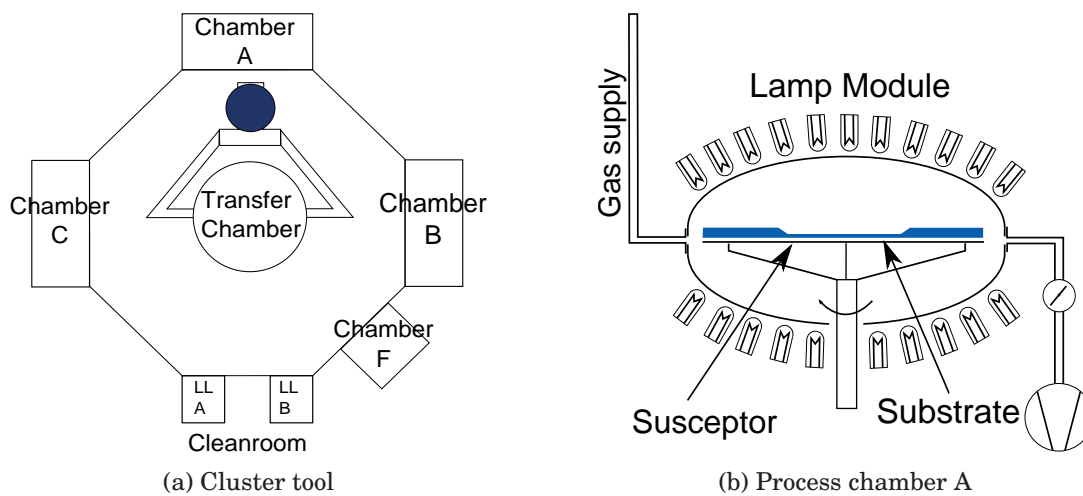 Chamber
A
Chamber
C
Transfer
Chamber
Chamber
B
Chamber
F
LL
A
LL
B
Cleanroom
(a) Cluster tool
Gas supply
Lamp Module
Susceptor
Substrate
(b) Process chamber A